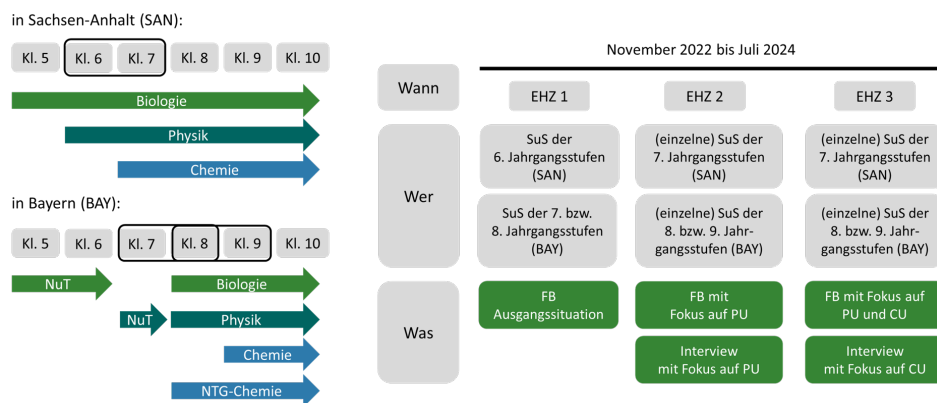 in Sachsen-Anhalt (SAN):
Kl. 5 Kl. 6 Kl. 7 Kl. 8 Kl. 9 Kl. 10
Biologie
Physik
Chemie
in Bayern (BAY):
Kl. 5 Kl. 6 Kl. 7 Kl. 8 Kl. 9 Kl. 10
NuT Biologie
NuT Physik
Chemie
NTG-Chemie
November 2022 bis Juli 2024
Wann
EHZ 1 EHZ 2 EHZ 3
Wer
SuS der
6. Jahrgangsstufen
(SAN)
(einzelne) SuS der
7. Jahrgangsstufen
(SAN)
(einzelne) SuS der
7. Jahrgangsstufen
(SAN)
SuS der 7. bzw.
8. Jahrgangsstufen
(BAY)
(einzelne) SuS der
8. bzw. 9. Jahr-
gangsstufen (BAY)
(einzelne) SuS der
8. bzw. 9. Jahr-
gangsstufen (BAY)
Was
FB
Ausgangssituation
FB mit
Fokus auf PU
FB mit Fokus auf
PU und CU
Interview
mit Fokus auf PU
Interview
mit Fokus auf CU